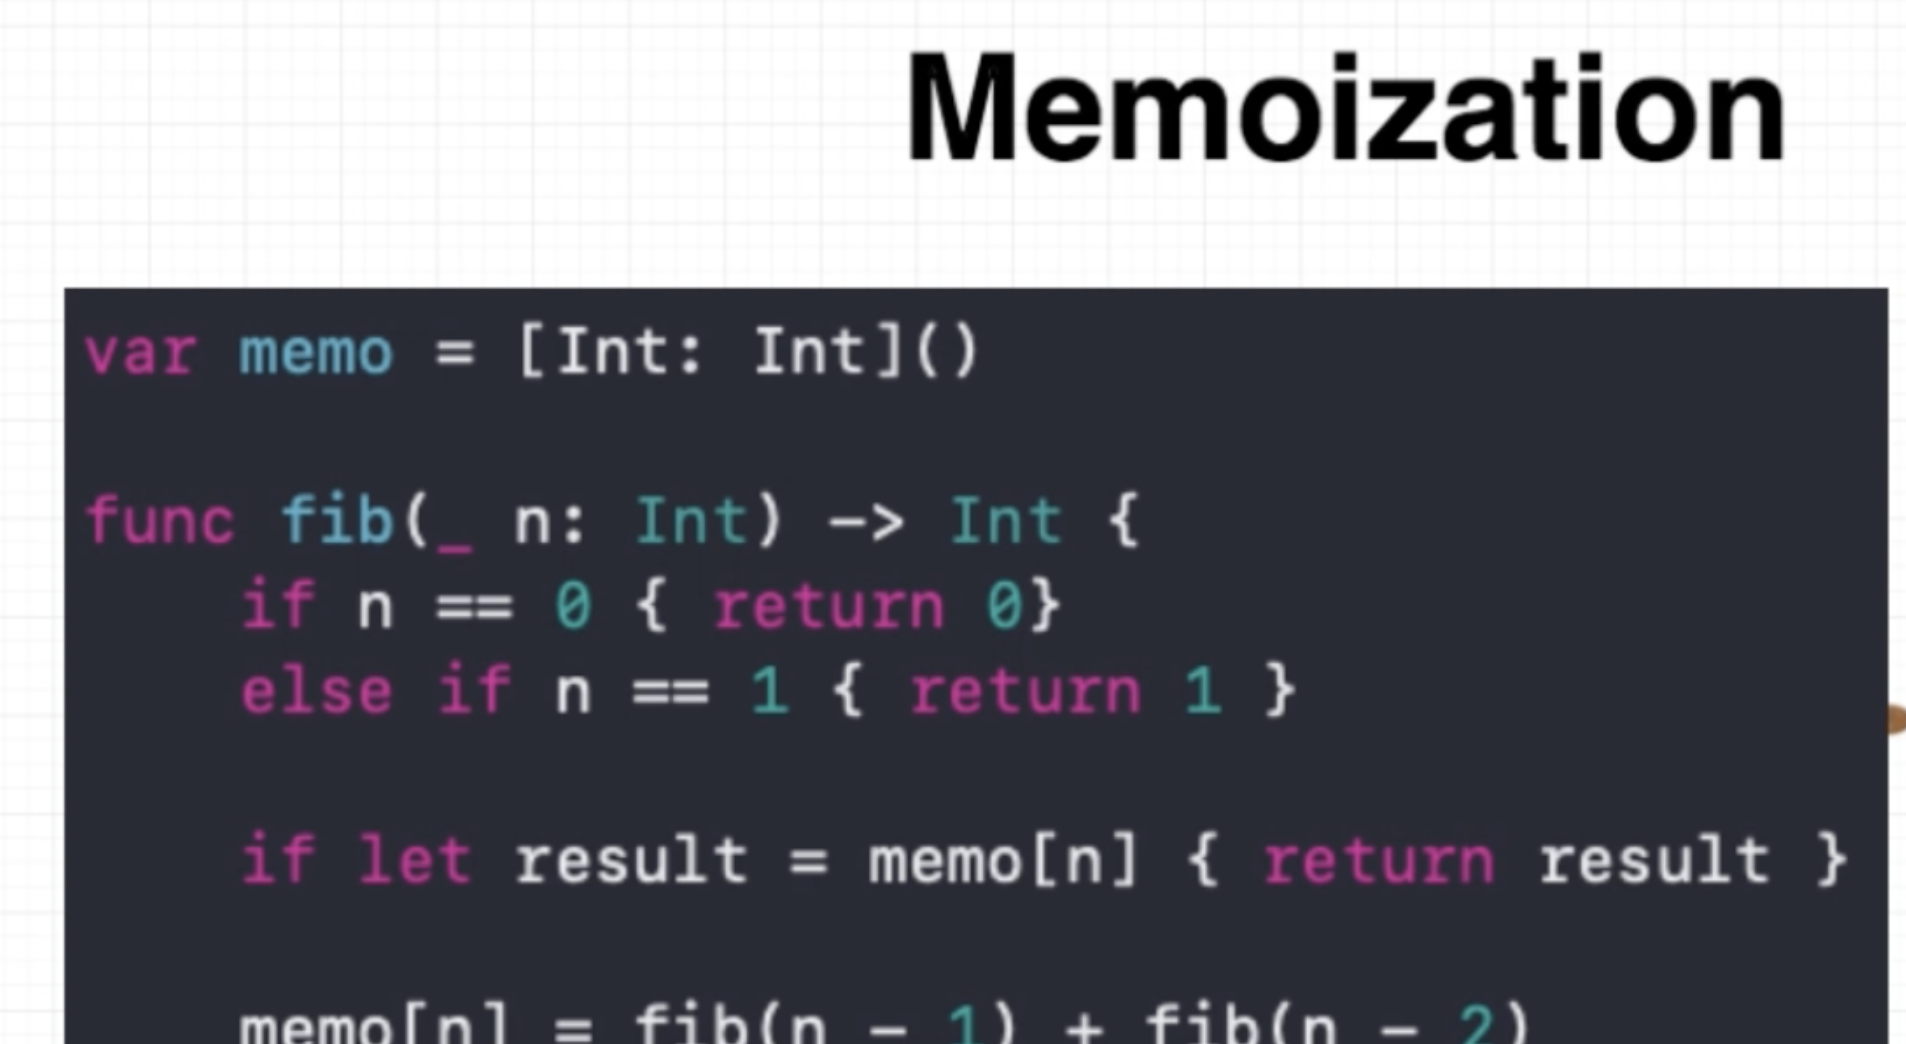 Memoization
var memo = [Int: Int]()
func fib(_ n: Int) -> Int {
if n == 0 { return 0}
else if n == 1 { return 1 }
if let result = memo[n] { return result }
memo[n] = fib(n - 1) + fib(n - 2)